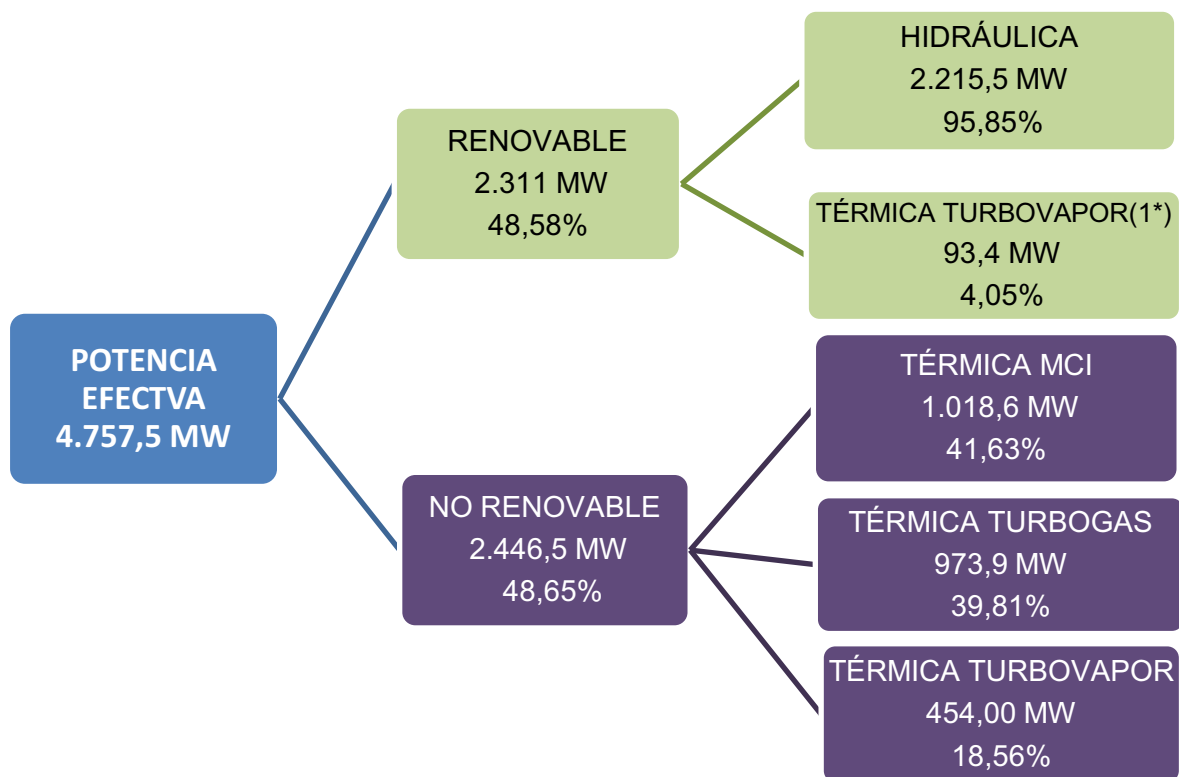 POTENCIA
EFECTVA
4.757,5 MW
RENOVABLE
2.311 MW
48,58%
HIDRÁULICA
2.215,5 MW
95,85%
TÉRMICA TURBOVAPOR(1*)
93,4 MW
4,05%
NO RENOVABLE
2.446,5 MW
48,65%
TÉRMICA MCI
1.018,6 MW
41,63%
TÉRMICA TURBOGAS
973,9 MW
39,81%
TÉRMICA TURBOVAPOR
454,00 MW
18,56%